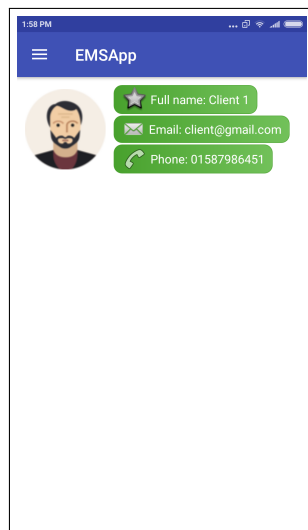 1:58 PM
EMSApp
Full name: Client 1
Email: client@gmail.com
Phone: 01587986451